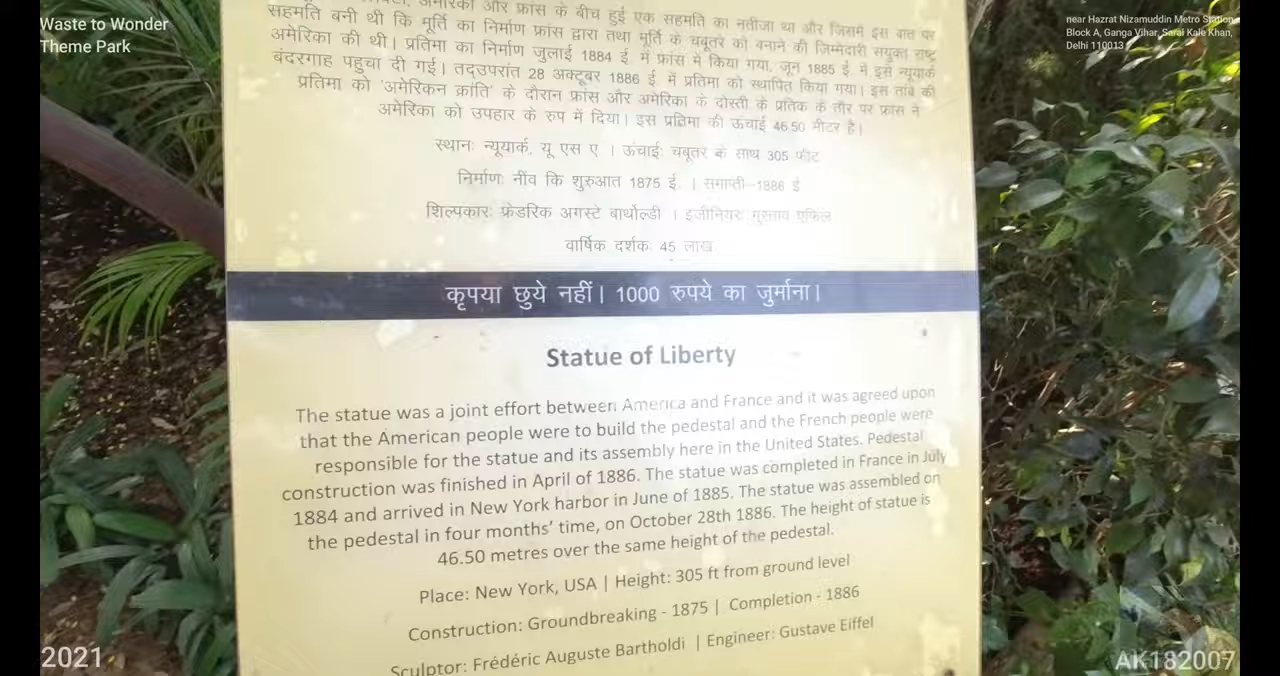 Waste to Wonder
Theme Park
near Hazrat Nizamuddin Metro Station,
Block A, Ganga Vihar, Sarai Kale Khan,
Delhi 110013
अमेरिका और फ्रांस के बीच हुई एक सहमति का नतीजा था और जिसमें इस बात पर
सहमति बनी थी कि मूर्ति का निर्माण फ्रांस द्वारा तथा मूर्ति के चबूतरे को बनाने की जिम्मेदारी संयुक्त राष्ट्र
अमेरिका की थी। प्रतिमा का निर्माण जुलाई 1884 ई. में फ्रांस में किया गया, जून 1885 ई. में इसे न्यूयार्क
बंदरगाह पहुचा दी गई। तद्उपरांत 28 अक्टूबर 1886 ई. में प्रतिमा को स्थापित किया गया। इस तांबे की
प्रतिमा को 'अमेरिकन क्रांति' के दौरान फ्रांस और अमेरिका के दोस्ती के प्रतिक के तौर पर फ्रांस ने
अमेरिका को उपहार के रुप में दिया। इस प्रतिमा की ऊंचाई 46.50 मीटर है।
स्थानः न्यूयार्क, यू एस ए । ऊंचाईः चबूतर के साथ 305 फीट
निर्माणः नींव कि शुरुआत 1875 ई. । समाप्ती–1886 ई
शिल्पकारः फ्रेडरिक अगस्टे बार्थोल्डी । इंजीनियरः गुस्ताव एफिल
वार्षिक दर्शकः 45 लाख
कृपया छुये नहीं। 1000 रुपये का जुर्माना।
Statue of Liberty
The statue was a joint effort between America and France and it was agreed upon
that the American people were to build the pedestal and the French people were
responsible for the statue and its assembly here in the United States. Pedestal
construction was finished in April of 1886. The statue was completed in France in July
1884 and arrived in New York harbor in June of 1885. The statue was assembled on
the pedestal in four months' time, on October 28th 1886. The height of statue is
46.50 metres over the same height of the pedestal.
Place: New York, USA | Height: 305 ft from ground level
Construction: Groundbreaking - 1875 | Completion - 1886
Sculptor: Frédéric Auguste Bartholdi | Engineer: Gustave Eiffel
2021
AK182007